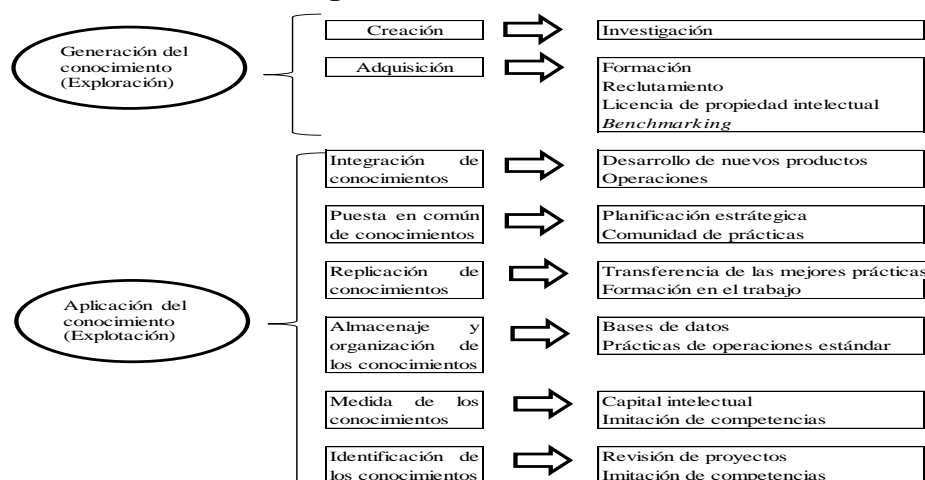 Generación del
conocimiento
(Exploración)
Creación
Investigación
Adquisición
Formación
Reclutamiento
Licencia de propiedad intelectual
Benchmarking
Aplicación del
conocimiento
(Explotación)
Integración de
conocimientos
Desarrollo de nuevos productos
Operaciones
Puesta en común
de conocimientos
Planificación estrátegica
Comunidad de prácticas
Replicación de
conocimientos
Transferencia de las mejores prácticas
Formación en el trabajo
Almacenaje y
organización de
los conocimientos
Bases de datos
Prácticas de operaciones estándar
Medida de los
conocimientos
Capital intelectual
Imitación de competencias
Identificación de
los conocimientos
Revisión de proyectos
Imitación de competencias